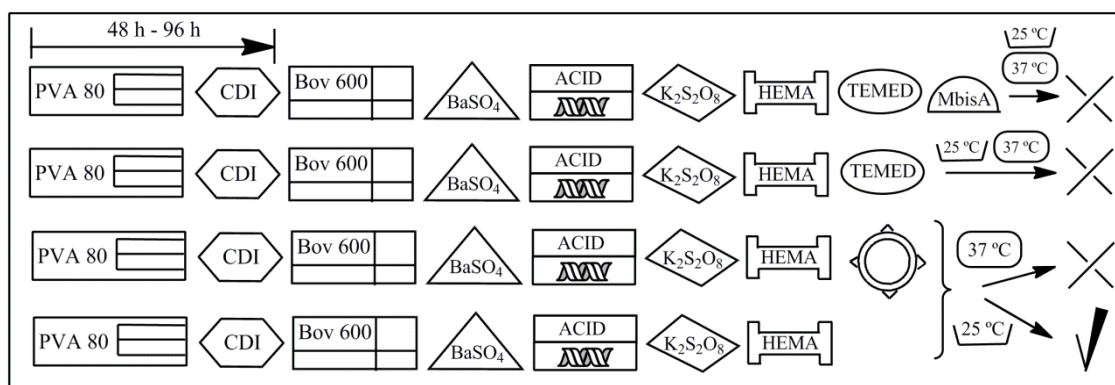 48 h - 96 h
25 ºC
37 ºC
PVA 80 CDI Bov 600 BaSO₄ ACID K₂S₂O₈ HEMA TEMED MbisA
PVA 80 CDI Bov 600 BaSO₄ ACID K₂S₂O₈ HEMA TEMED 25 ºC 37 ºC
PVA 80 CDI Bov 600 BaSO₄ ACID K₂S₂O₈ HEMA 37 ºC
PVA 80 CDI Bov 600 BaSO₄ ACID K₂S₂O₈ HEMA 25 ºC